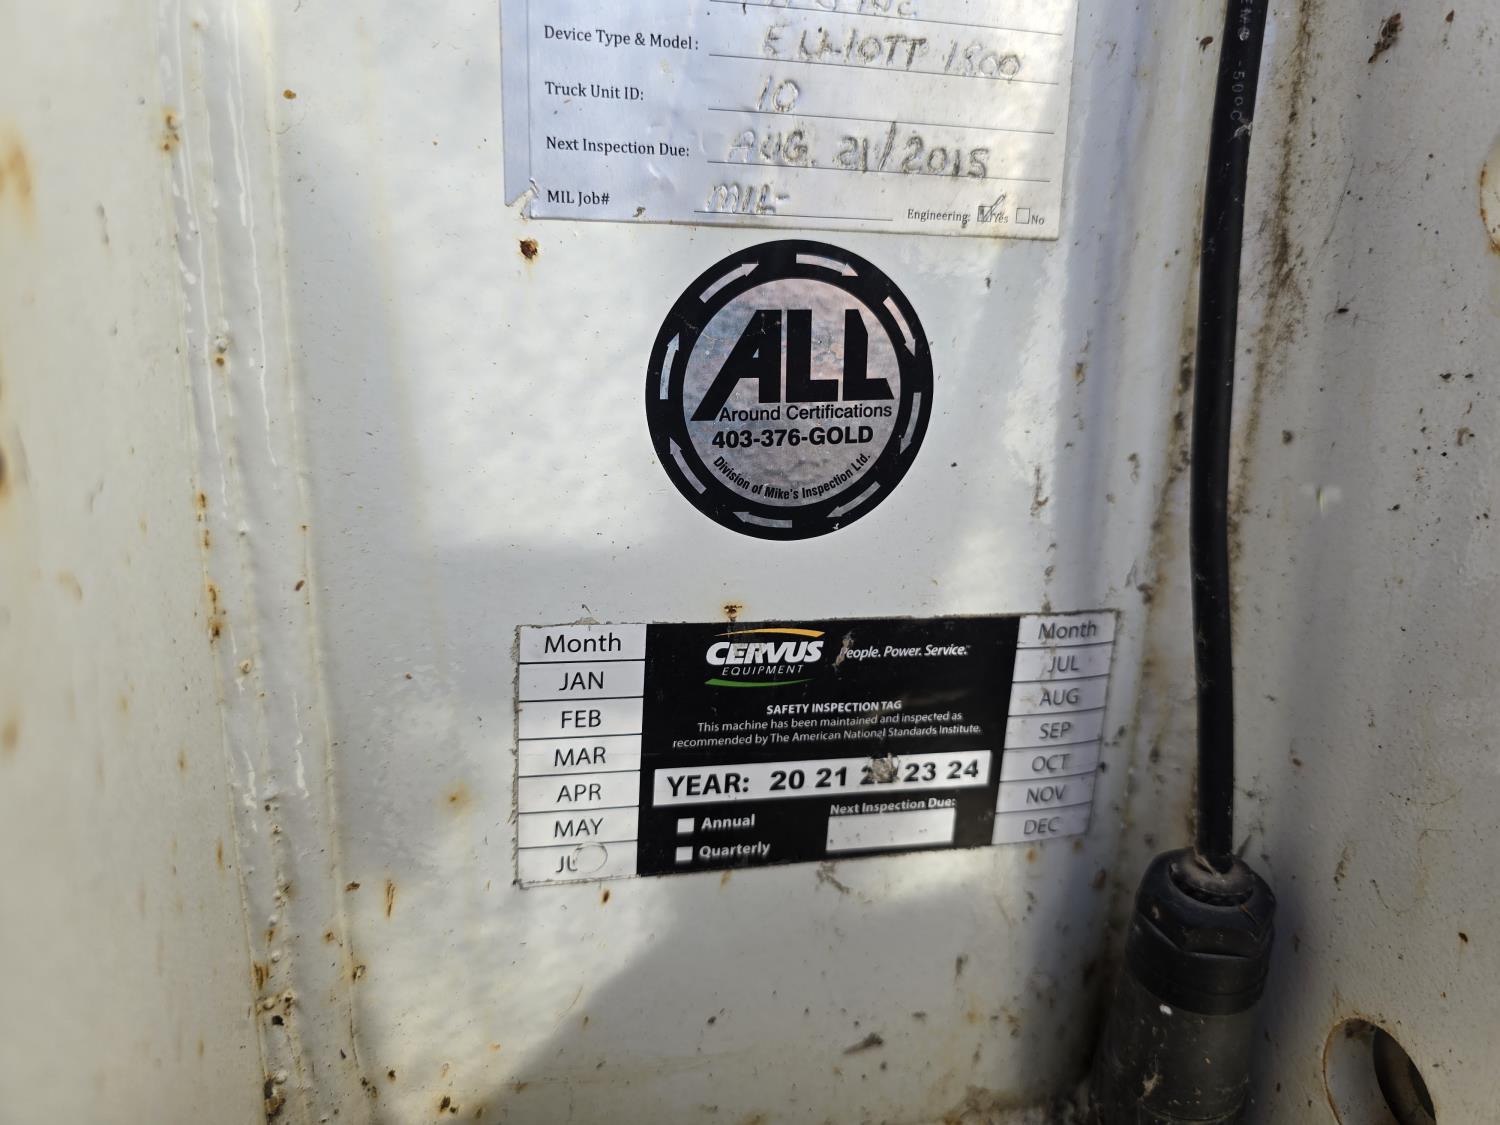 Device Type & Model: ELLIOTT 1800
Truck Unit ID: 10
Next Inspection Due: AUG. 21/2015
MIL Job# MIL-
Engineering: Yes No
ALL
Around Certifications
403-376-GOLD
Division of Mike's Inspection Ltd.
Month
JAN
FEB
MAR
APR
MAY
CERVUS
EQUIPMENT
People. Power. Service.
SAFETY INSPECTION TAG
This machine has been maintained and inspected as
recommended by The American National Standards Institute.
YEAR: 20 21 23 24
Annual
Quarterly
Next Inspection Due:
Month
JUL
AUG
SEP
OCT
NOV
DEC